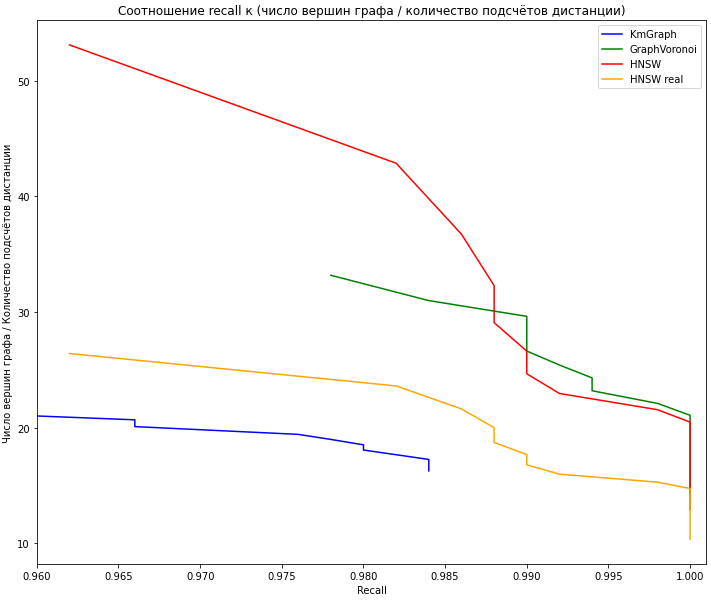 Соотношение recall к (число вершин графа / количество подсчётов дистанции)
KmGraph
GraphVoronoi
HNSW
HNSW real
Число вершин графа / Количество подсчётов дистанции
50
40
30
20
10
0.960
0.965
0.970
0.975
0.980
0.985
0.990
0.995
1.000
Recall